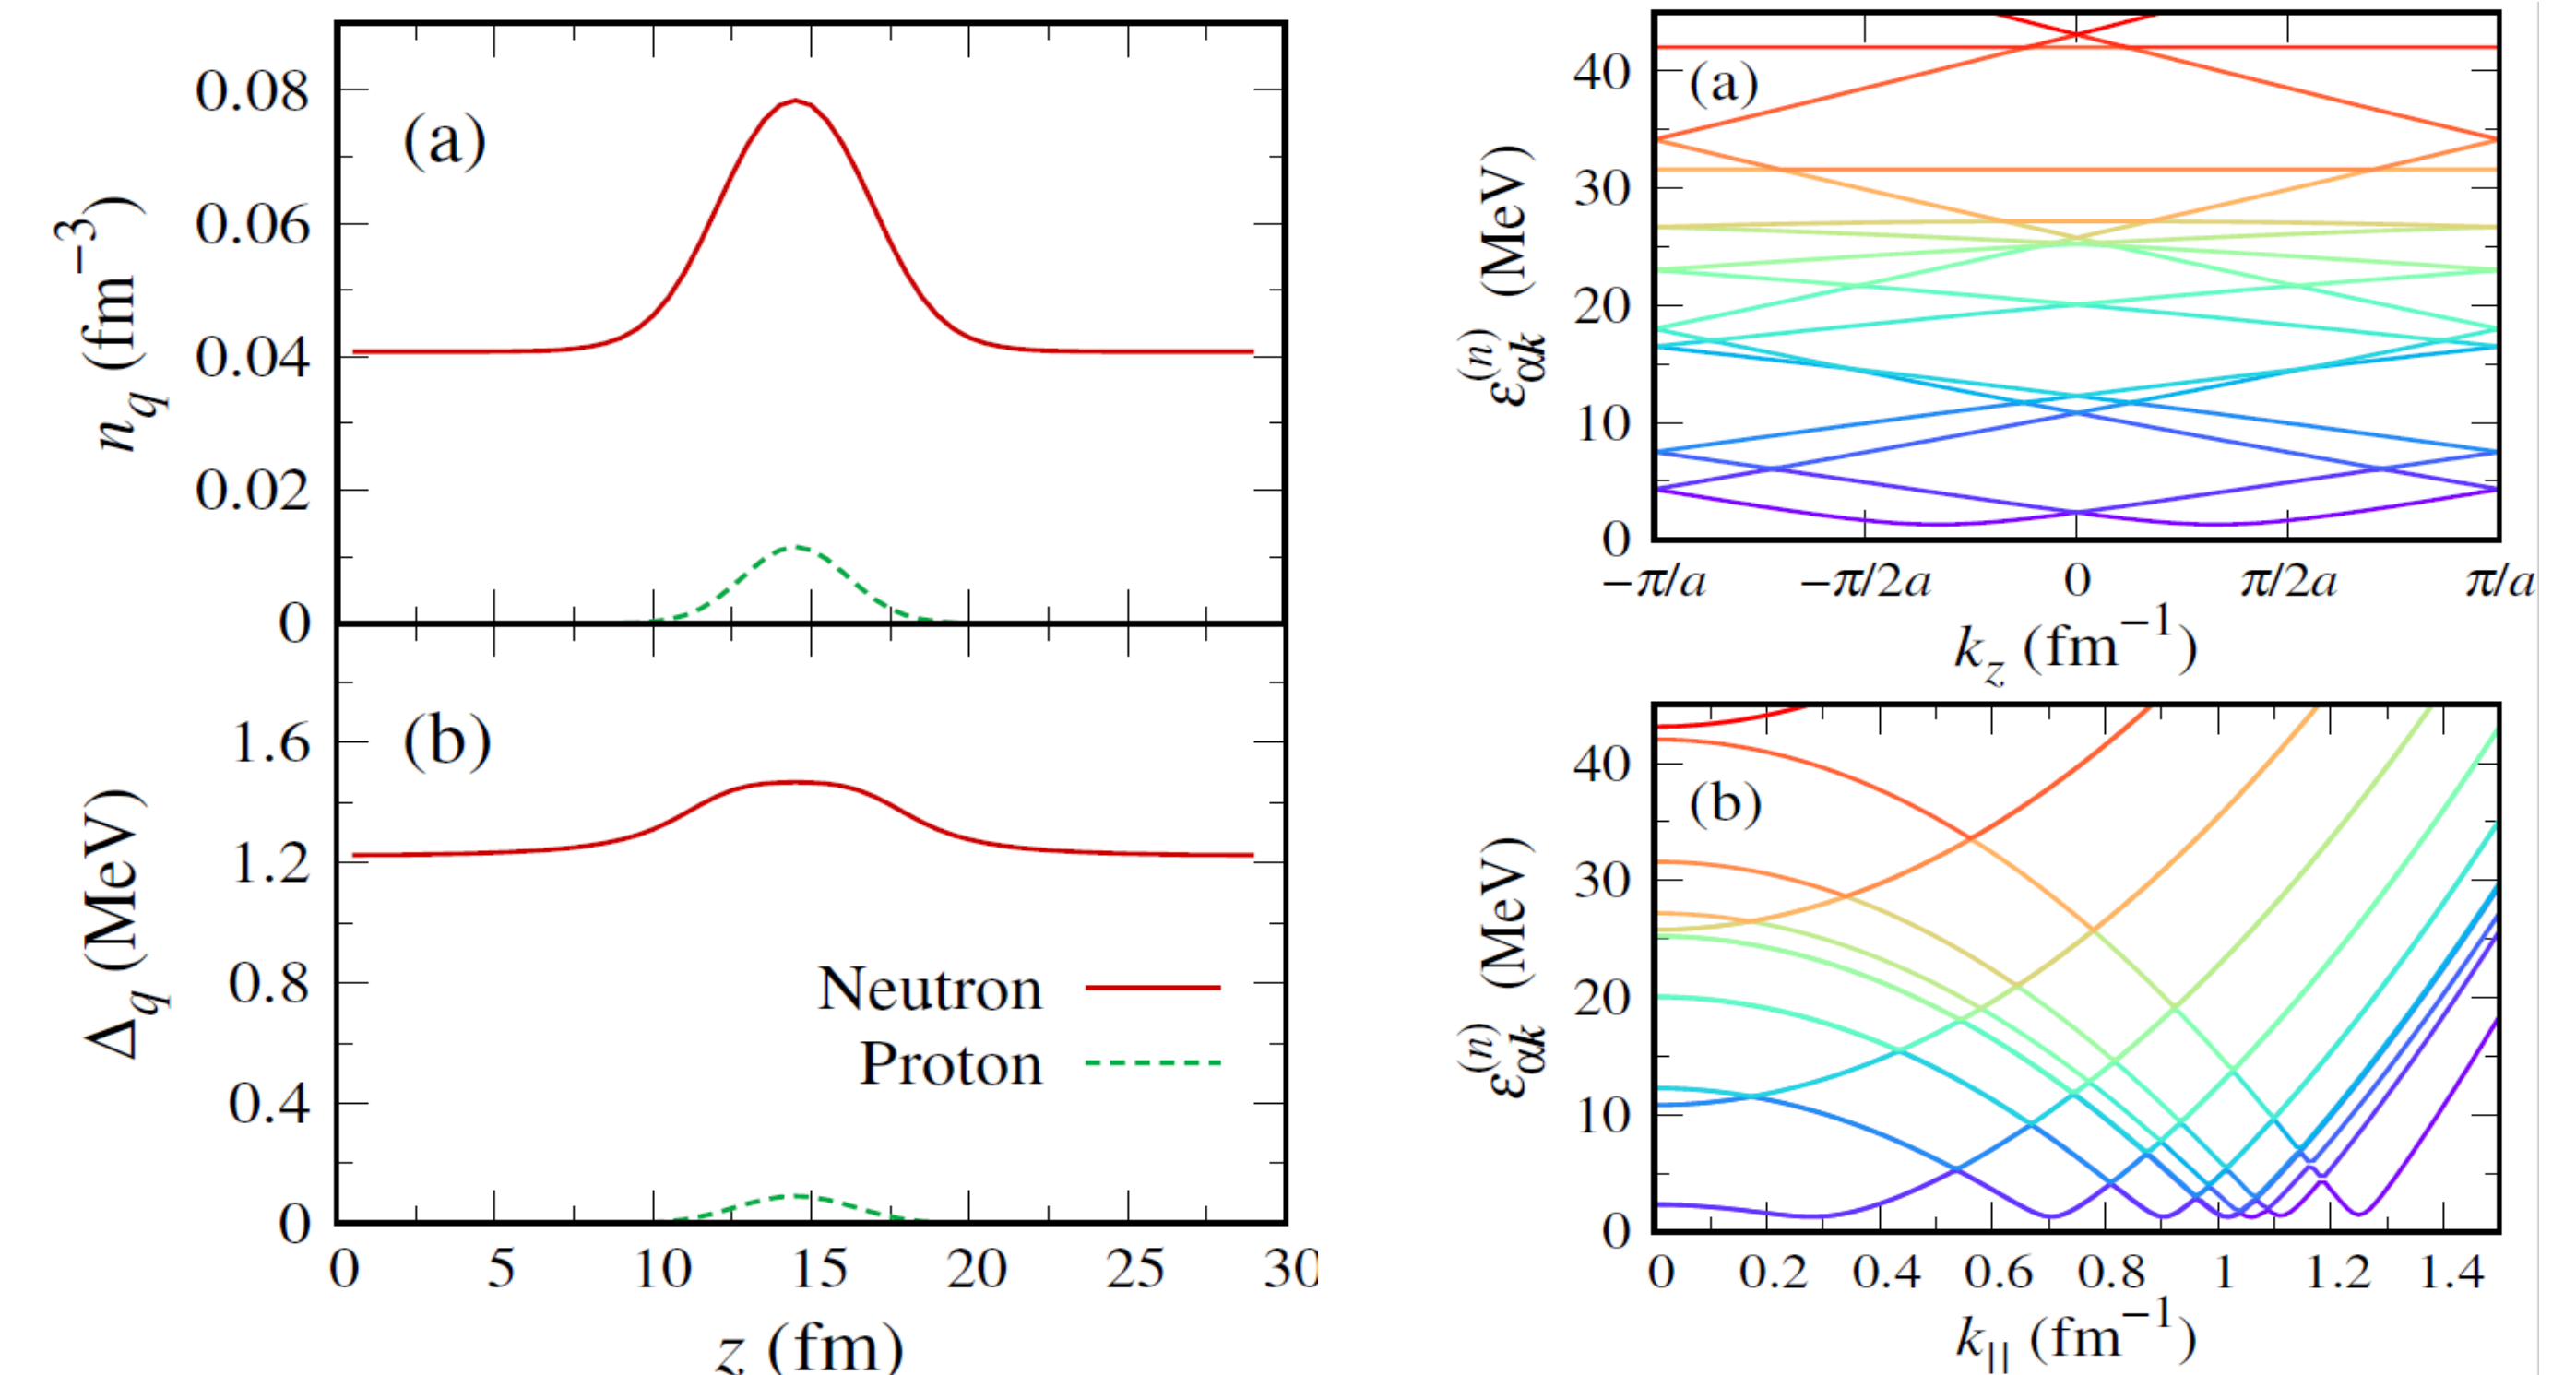 0.08
(a)
0.06
n_q (fm⁻³)
0.04
0.02
0
(b)
1.6
1.2
Δ_q (MeV)
0.8
Neutron
Proton
0.4
0
0 5 10 15 20 25 30
z (fm)
40
(a)
30
ε_αk^(n) (MeV)
20
10
0
−π/a −π/2a 0 π/2a π/a
k_z (fm⁻¹)
40
(b)
30
ε_αk^(n) (MeV)
20
10
0
0 0.2 0.4 0.6 0.8 1 1.2 1.4
k_|| (fm⁻¹)